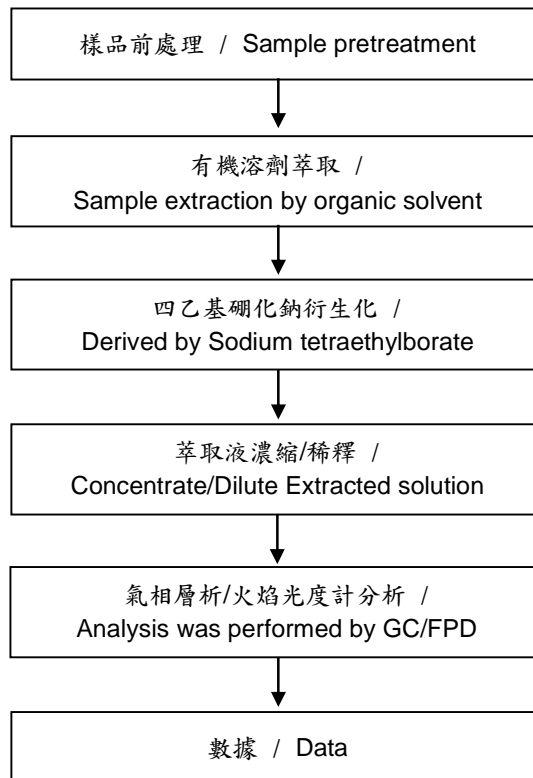 樣品前處理 / Sample pretreatment
有機溶劑萃取 /
Sample extraction by organic solvent
四乙基硼化鈉衍生化 /
Derived by Sodium tetraethylborate
萃取液濃縮/稀釋 /
Concentrate/Dilute Extracted solution
氣相層析/火焰光度計分析 /
Analysis was performed by GC/FPD
數據 / Data